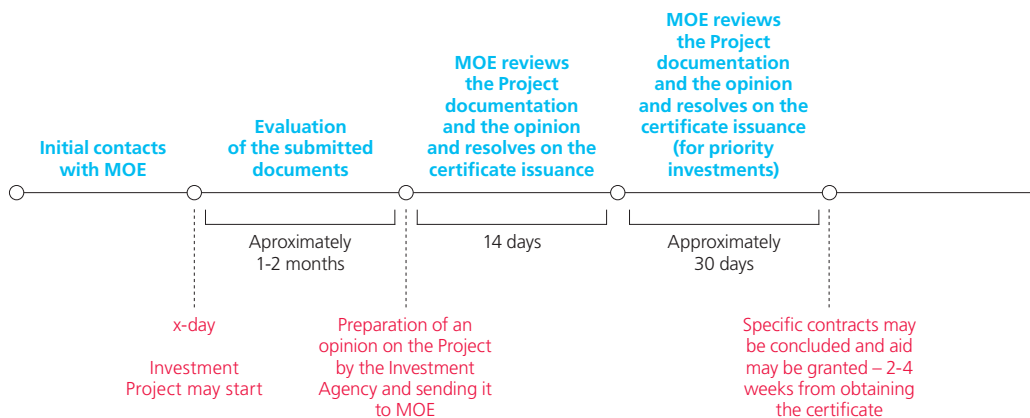 Initial contacts
with MOE
Evaluation
of the submitted
documents
MOE reviews
the Project
documentation
and the opinion
and resolves on the
certificate issuance
MOE reviews
the Project
documentation
and the opinion
and resolves on the
certificate issuance
(for priority
investments)
Aproximately
1-2 months
14 days
Approximately
30 days
x-day
Investment
Project may start
Preparation of an
opinion on the Project
by the Investment
Agency and sending it
to MOE
Specific contracts may
be concluded and aid
may be granted – 2-4
weeks from obtaining
the certificate